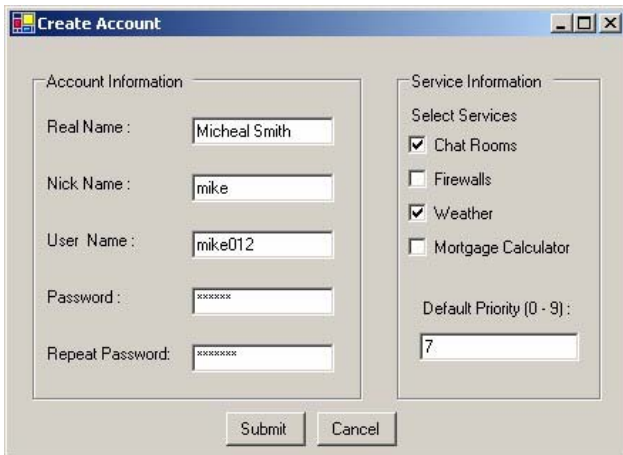 Create Account
Account Information
Real Name : Micheal Smith
Nick Name : mike
User Name : mike012
Password : ******
Repeat Password: *******
Service Information
Select Services
Chat Rooms
Firewalls
Weather
Mortgage Calculator
Default Priority (0 - 9) :
7
Submit Cancel